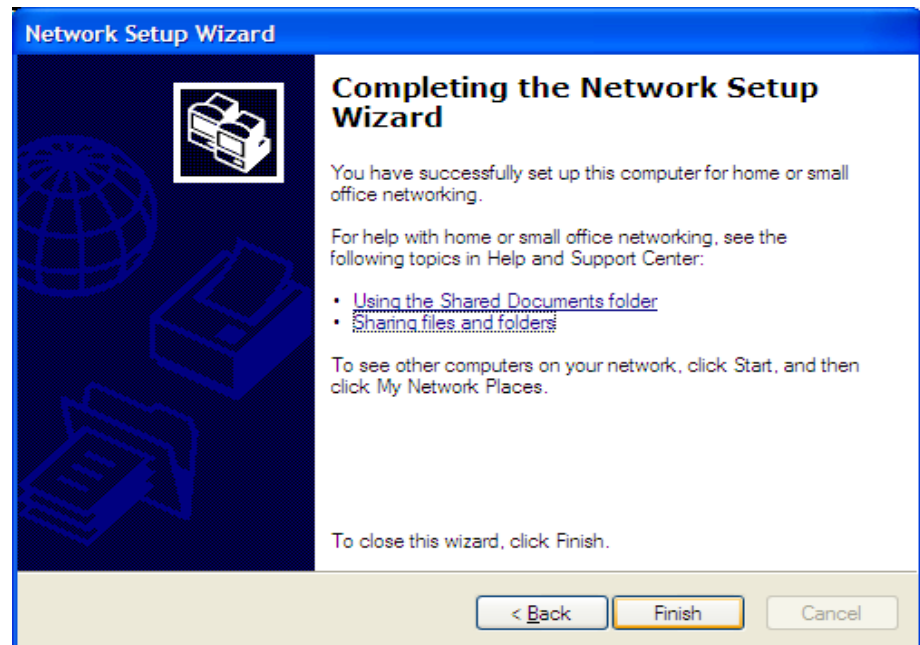 Network Setup Wizard
Completing the Network Setup
Wizard
You have successfully set up this computer for home or small
office networking.
For help with home or small office networking, see the
following topics in Help and Support Center:
• Using the Shared Documents folder
• Sharing files and folders
To see other computers on your network, click Start, and then
click My Network Places.
To close this wizard, click Finish.
< Back Finish Cancel